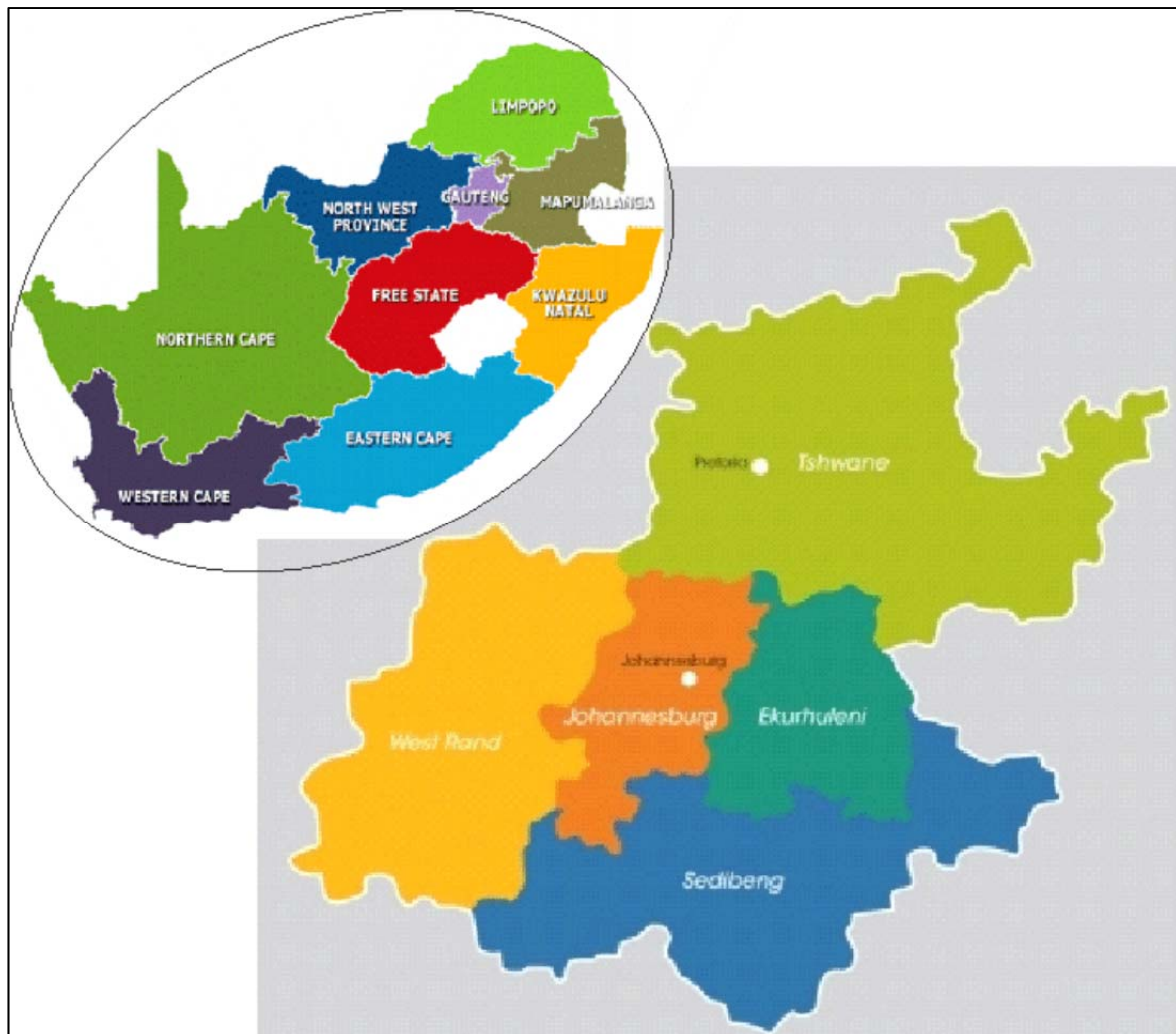 LIMPOPO
GAUTENG
MAPUMALANGA
NORTH WEST
PROVINCE
FREE STATE
KWAZULU
NATAL
NORTHERN CAPE
EASTERN CAPE
WESTERN CAPE
Pretoria
Tshwane
Johannesburg
Johannesburg
Ekurhuleni
West Rand
Sedibeng